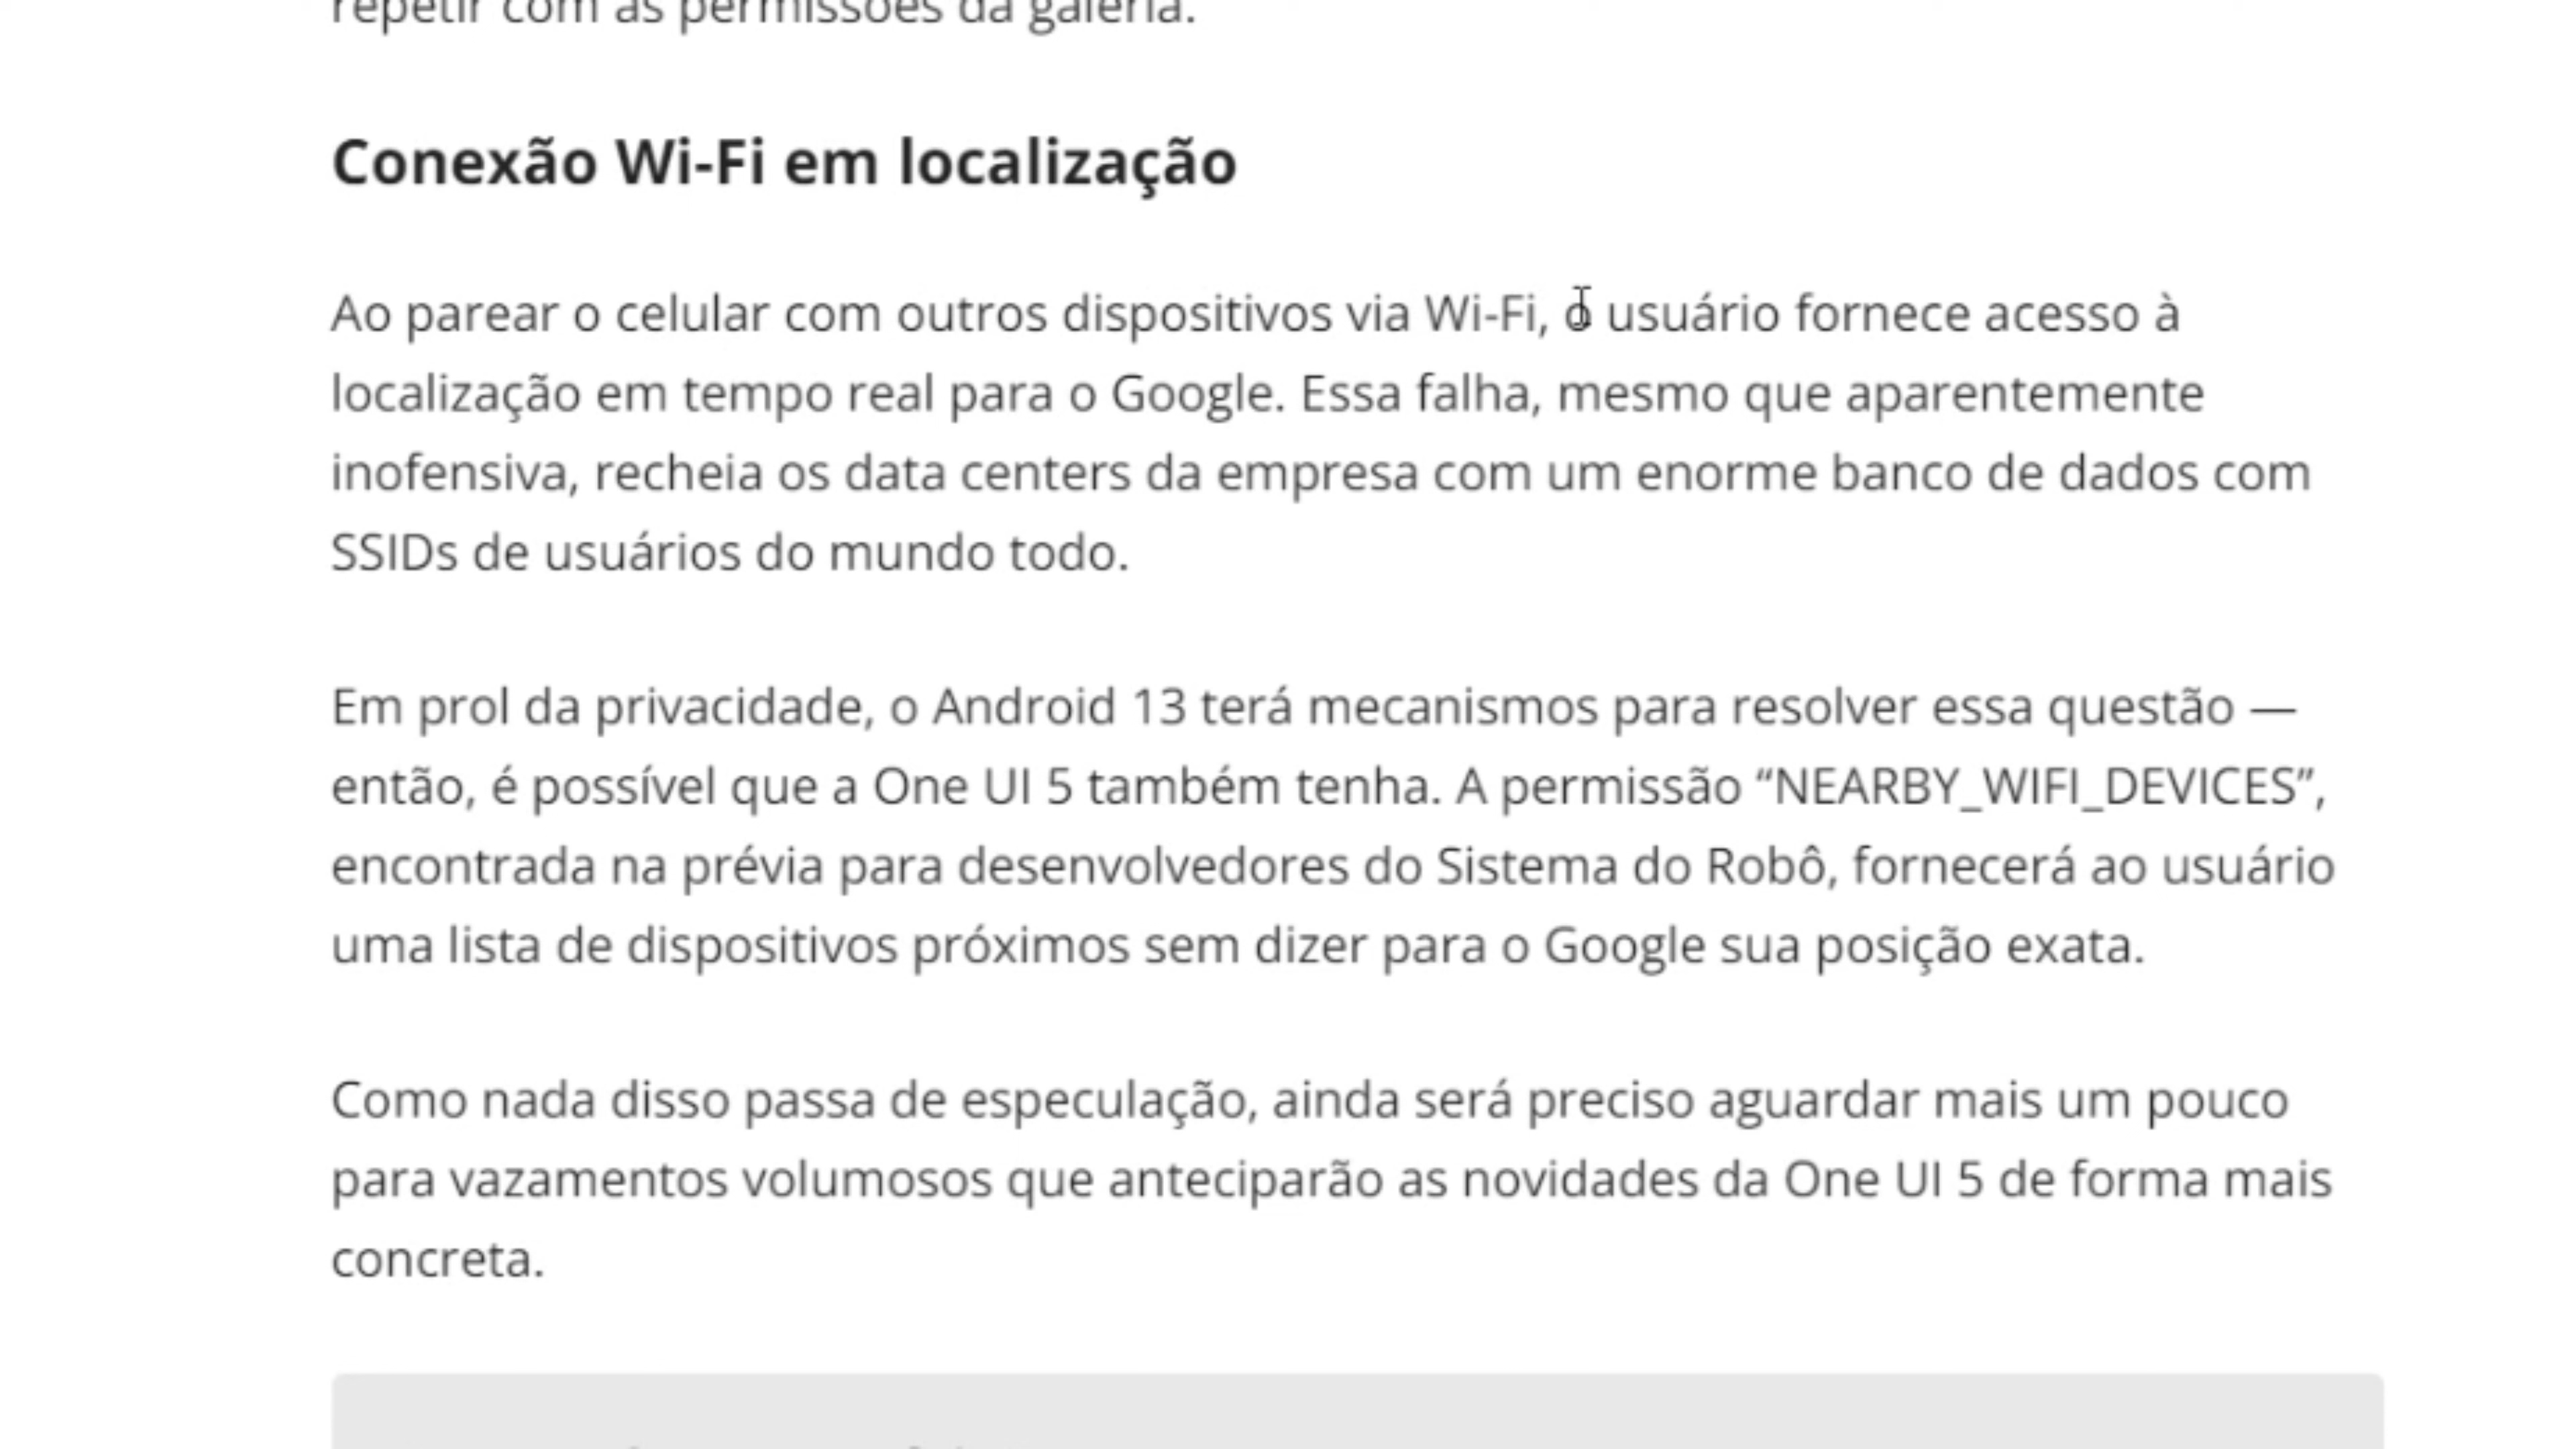 repetir com as permissões da galeria.
Conexão Wi-Fi em localização
Ao parear o celular com outros dispositivos via Wi-Fi, o usuário fornece acesso à
localização em tempo real para o Google. Essa falha, mesmo que aparentemente
inofensiva, recheia os data centers da empresa com um enorme banco de dados com
SSIDs de usuários do mundo todo.
Em prol da privacidade, o Android 13 terá mecanismos para resolver essa questão —
então, é possível que a One UI 5 também tenha. A permissão “NEARBY_WIFI_DEVICES”,
encontrada na prévia para desenvolvedores do Sistema do Robô, fornecerá ao usuário
uma lista de dispositivos próximos sem dizer para o Google sua posição exata.
Como nada disso passa de especulação, ainda será preciso aguardar mais um pouco
para vazamentos volumosos que anteciparão as novidades da One UI 5 de forma mais
concreta.